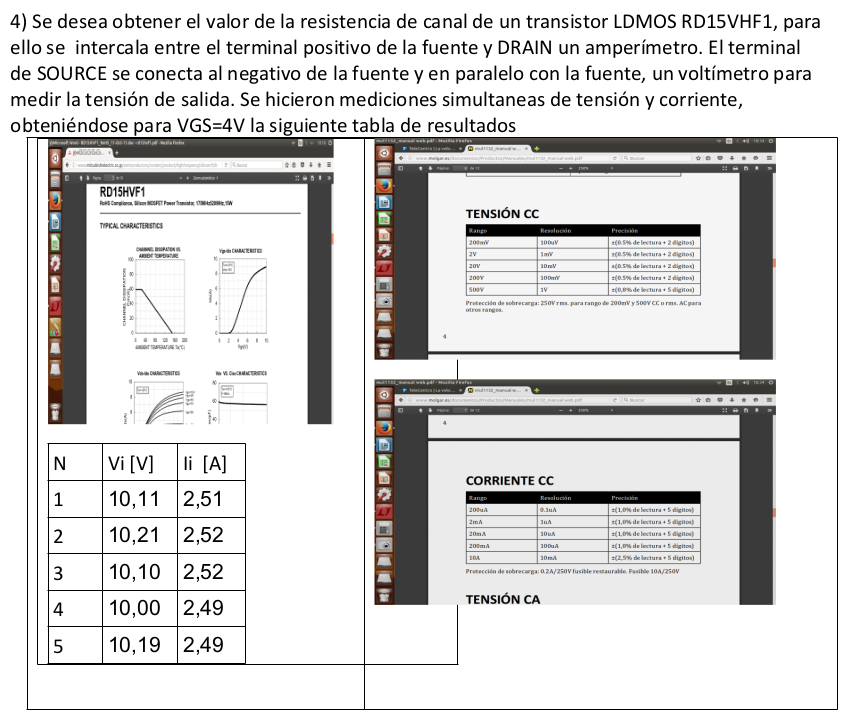 4) Se desea obtener el valor de la resistencia de canal de un transistor LDMOS RD15VHF1, para
ello se intercala entre el terminal positivo de la fuente y DRAIN un amperímetro. El terminal
de SOURCE se conecta al negativo de la fuente y en paralelo con la fuente, un voltímetro para
medir la tensión de salida. Se hicieron mediciones simultaneas de tensión y corriente,
obteniéndose para VGS=4V la siguiente tabla de resultados
RD15HVF1
RoHS Compliance, Silicon MOSFET Power Transistor, 175MHz520MHz,15W
TYPICAL CHARACTERISTICS
CHANNEL DISSIPATION VS.
AMBIENT TEMPERATURE
Vgs-Ids CHARACTERISTICS
AMBIENT TEMPERATURE Ta(°C)
Vgs(V)
Vds-Ids CHARACTERISTICS
Vds VS. Ciss CHARACTERISTICS
N Vi [V] Ii [A]
1 10,11 2,51
2 10,21 2,52
3 10,10 2,52
4 10,00 2,49
5 10,19 2,49
TENSIÓN CC
Rango Resolución Precisión
200mV 100uV ±(0.5% de lectura + 2 dígitos)
2V 1mV ±(0.5% de lectura + 2 dígitos)
20V 10mV ±(0.5% de lectura + 2 dígitos)
200V 100mV ±(0.5% de lectura + 2 dígitos)
500V 1V ±(0,8% de lectura + 5 dígitos)
Protección de sobrecarga: 250V rms. para rango de 200mV y 500V CC o rms. AC para
otros rangos.
4
4
CORRIENTE CC
Rango Resolución Precisión
200uA 0.1uA ±(1,0% de lectura + 5 dígitos)
2mA 1uA ±(1,0% de lectura + 5 dígitos)
20mA 10uA ±(1,0% de lectura + 5 dígitos)
200mA 100uA ±(1,0% de lectura + 5 dígitos)
10A 10mA ±(2,5% de lectura + 5 dígitos)
Protección de sobrecarga: 0.2A/250V fusible restaurable. Fusible 10A/250V
TENSIÓN CA